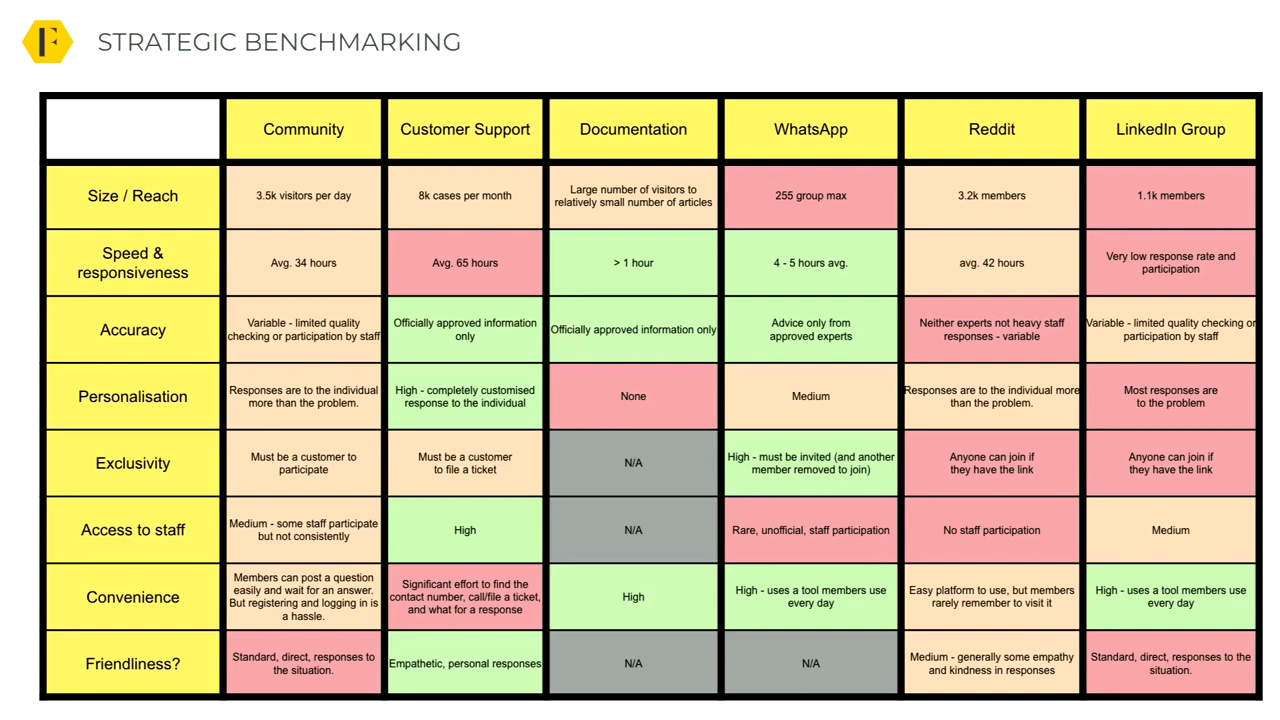 F
STRATEGIC BENCHMARKING
Community
Customer Support
Documentation
WhatsApp
Reddit
LinkedIn Group
Size / Reach
3.5k visitors per day
8k cases per month
Large number of visitors to
relatively small number of articles
255 group max
3.2k members
1.1k members
Speed &
responsiveness
Avg. 34 hours
Avg. 65 hours
> 1 hour
4 - 5 hours avg.
avg. 42 hours
Very low response rate and
participation
Accuracy
Variable - limited quality
checking or participation by staff
Officially approved information
only
Officially approved information only
Advice only from
approved experts
Neither experts not heavy staff
responses - variable
Variable - limited quality checking or
participation by staff
Personalisation
Responses are to the individual
more than the problem.
High - completely customised
response to the individual
None
Medium
Responses are to the individual more
than the problem.
Most responses are
to the problem
Exclusivity
Must be a customer to
participate
Must be a customer
to file a ticket
N/A
High - must be invited (and another
member removed to join)
Anyone can join if
they have the link
Anyone can join if
they have the link
Access to staff
Medium - some staff participate
but not consistently
High
N/A
Rare, unofficial, staff participation
No staff participation
Medium
Convenience
Members can post a question
easily and wait for an answer.
But registering and logging in is
a hassle.
Significant effort to find the
contact number, call/file a ticket,
and what for a response
High
High - uses a tool members use
every day
Easy platform to use, but members
rarely remember to visit it
High - uses a tool members use
every day
Friendliness?
Standard, direct, responses to
the situation.
Empathetic, personal responses
N/A
N/A
Medium - generally some empathy
and kindness in responses
Standard, direct, responses to the
situation.